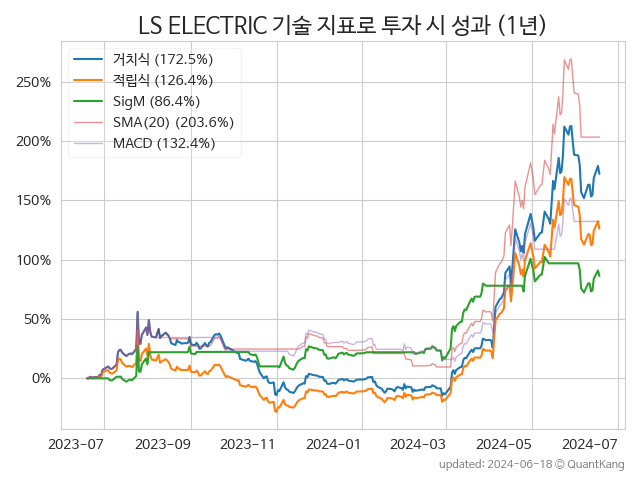 LS ELECTRIC 기술 지표로 투자 시 성과 (1년)
거치식 (172.5%)
적립식 (126.4%)
SigM (86.4%)
SMA(20) (203.6%)
MACD (132.4%)
250%
200%
150%
100%
50%
0%
2023-07 2023-09 2023-11 2024-01 2024-03 2024-05 2024-07
updated: 2024-06-18 © QuantKang